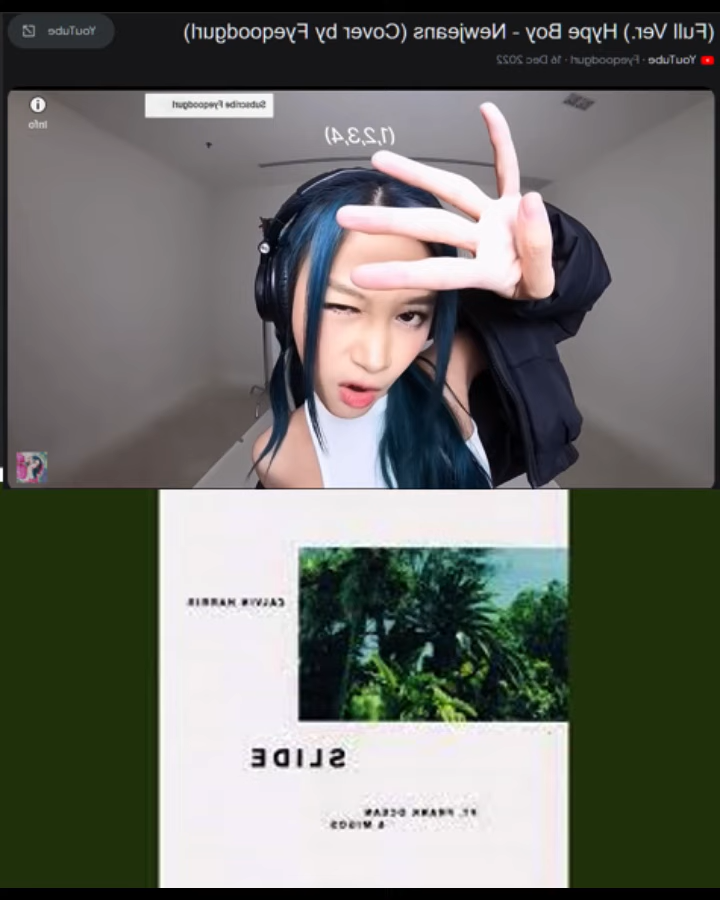 (Full Ver.) Hype Boy - Newjeans (Cover by Fyeqoodgurl)
YouTube
YouTube · Fyeqoodgurl · 16 Dec 2022
Info
Subscribe Fyeqoodgurl
(1,2,3,4)
CALVIN HARRIS
SLIDE
FT. FRANK OCEAN
& MIGOS